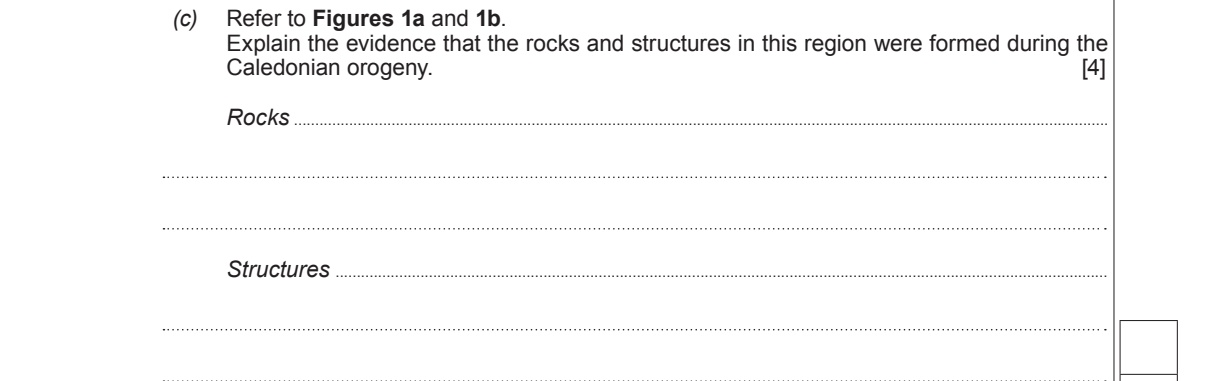 (c) Refer to Figures 1a and 1b.
Explain the evidence that the rocks and structures in this region were formed during the
Caledonian orogeny. [4]
Rocks
Structures